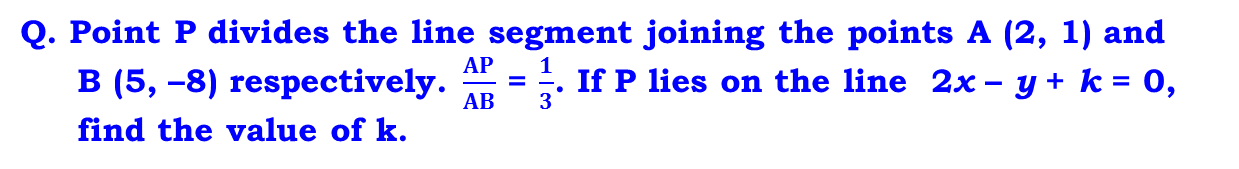 Q. Point P divides the line segment joining the points A (2, 1) and
B (5, –8) respectively. AP/AB = 1/3. If P lies on the line 2x – y + k = 0,
find the value of k.